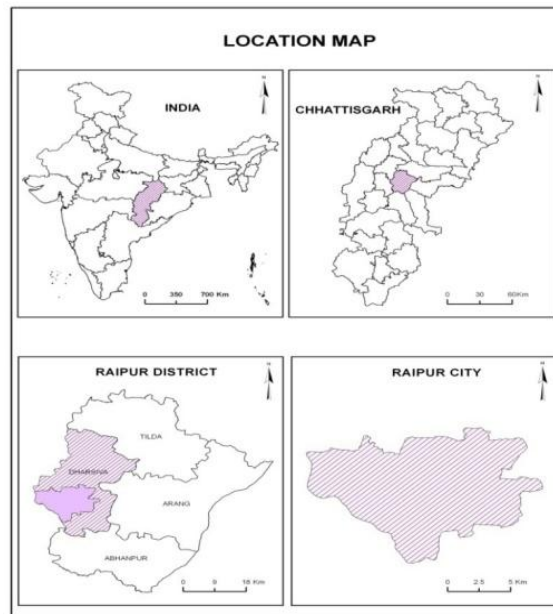 LOCATION MAP
N
INDIA
0 350 700 Km
N
CHHATTISGARH
0 30 60Km
N
RAIPUR DISTRICT
TILDA
DHARSIVA
ARANG
ABHANPUR
0 9 18 Km
N
RAIPUR CITY
0 2.5 5 Km